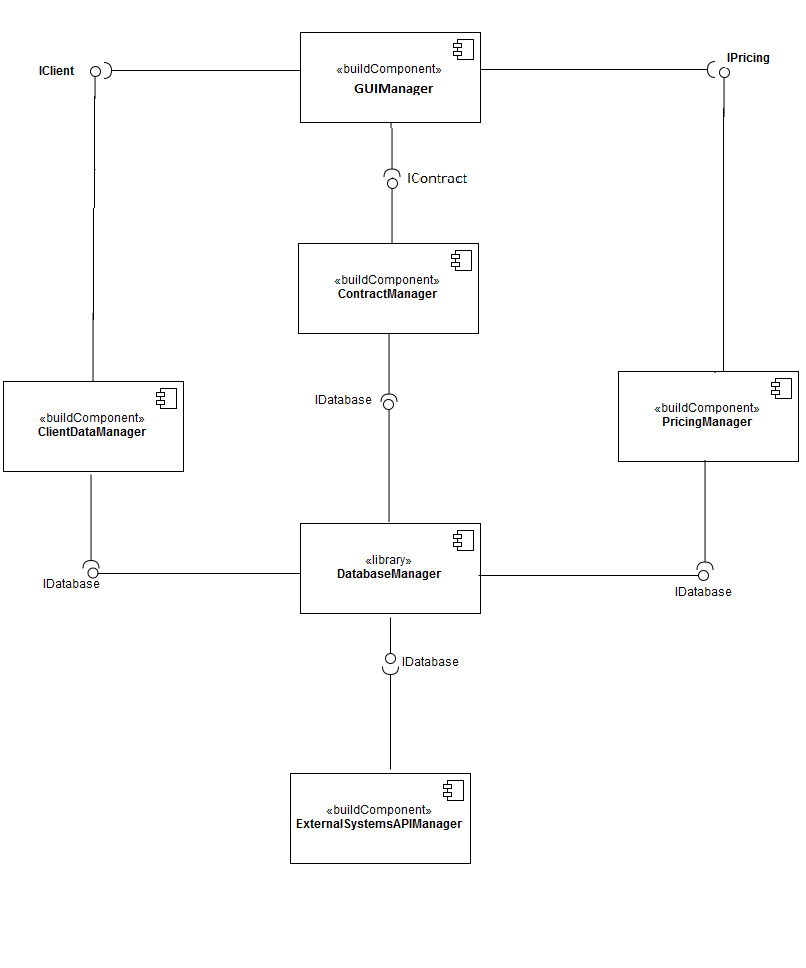 IClient
«buildComponent»
GUIManager
IPricing
IContract
«buildComponent»
ContractManager
IDatabase
«buildComponent»
ClientDataManager
«buildComponent»
PricingManager
«library»
DatabaseManager
IDatabase
IDatabase
IDatabase
«buildComponent»
ExternalSystemsAPIManager